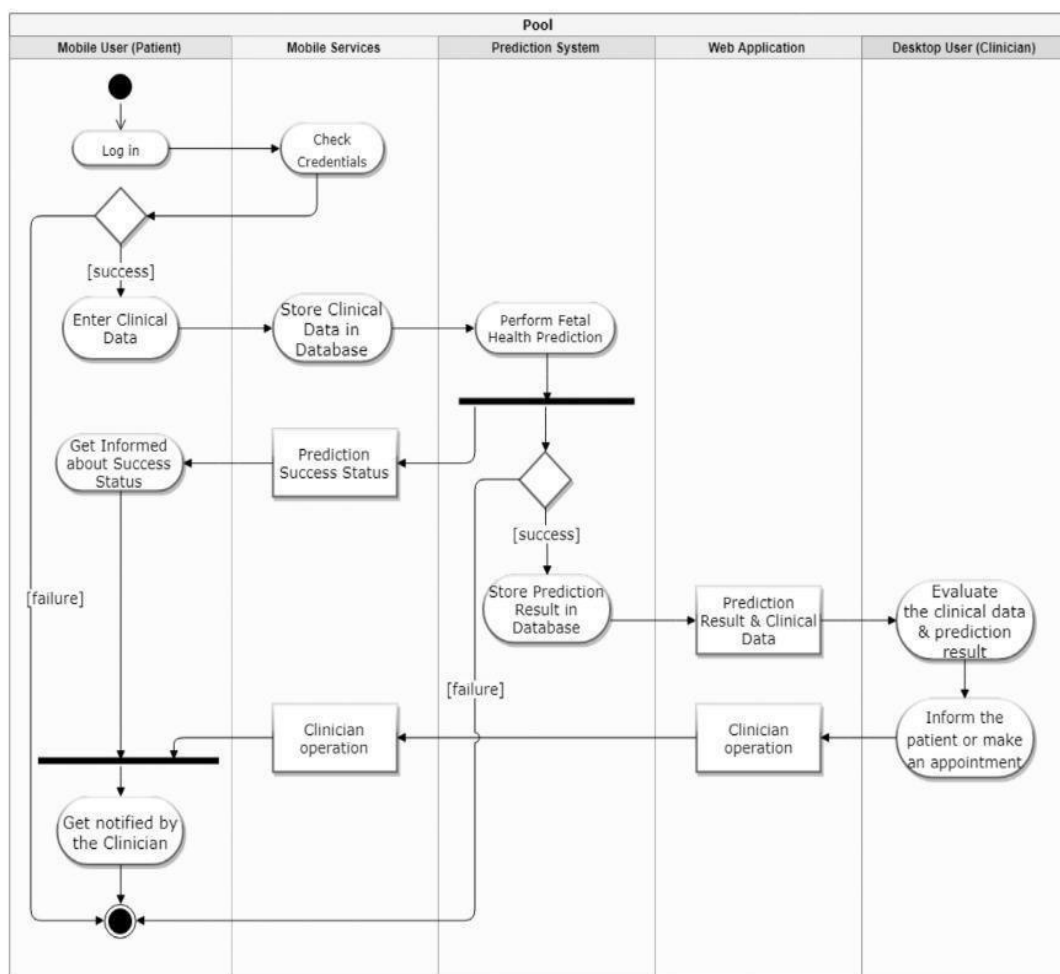 Pool
Mobile User (Patient)
Mobile Services
Prediction System
Web Application
Desktop User (Clinician)
Log in
Check
Credentials
[success]
Enter Clinical
Data
Store Clinical
Data in
Database
Perform Fetal
Health Prediction
Get Informed
about Success
Status
Prediction
Success Status
[success]
[failure]
Store Prediction
Result in
Database
Prediction
Result & Clinical
Data
Evaluate
the clinical data
& prediction
result
[failure]
Clinician
operation
Clinician
operation
Inform the
patient or make
an appointment
Get notified by
the Clinician